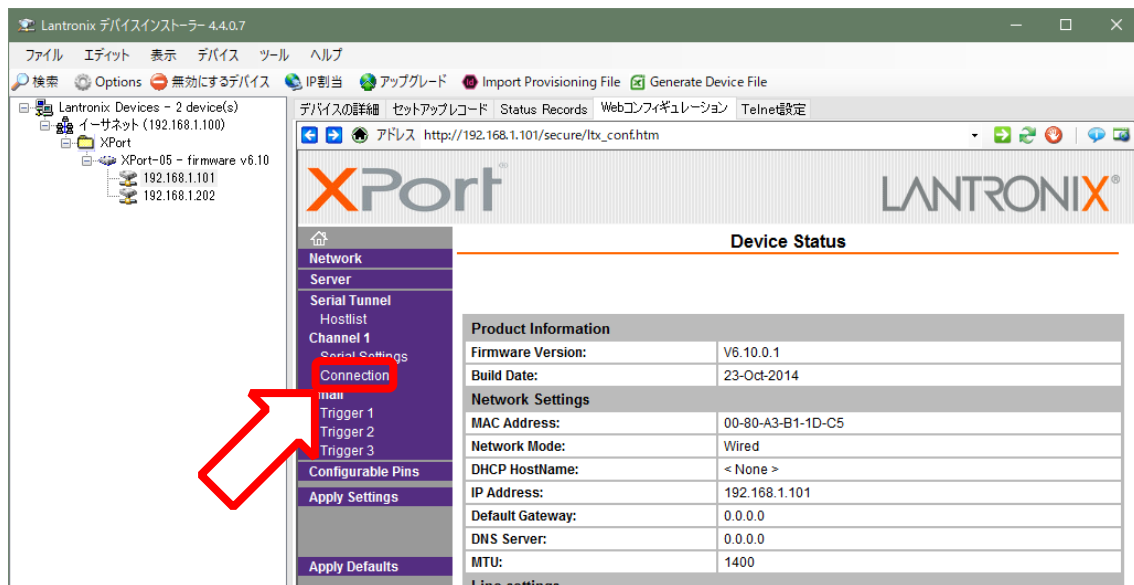 Lantronix デバイスインストーラー 4.4.0.7
ファイル エディット 表示 デバイス ツール ヘルプ
検索 Options 無効にするデバイス IP割当 アップグレード Import Provisioning File Generate Device File
Lantronix Devices - 2 device(s)
イーサネット (192.168.1.100)
XPort
XPort-05 - firmware v6.10
192.168.1.101
192.168.1.202
デバイスの詳細 セットアップレコード Status Records Webコンフィギュレーション Telnet設定
アドレス http://192.168.1.101/secure/ltx_conf.htm
XPort
LANTRONIX®
Network
Server
Serial Tunnel
Hostlist
Channel 1
Serial Settings
Connection
Trigger 1
Trigger 2
Trigger 3
Configurable Pins
Apply Settings
Apply Defaults
Device Status
Product Information
Firmware Version: V6.10.0.1
Build Date: 23-Oct-2014
Network Settings
MAC Address: 00-80-A3-B1-1D-C5
Network Mode: Wired
DHCP HostName: < None >
IP Address: 192.168.1.101
Default Gateway: 0.0.0.0
DNS Server: 0.0.0.0
MTU: 1400
Line settings